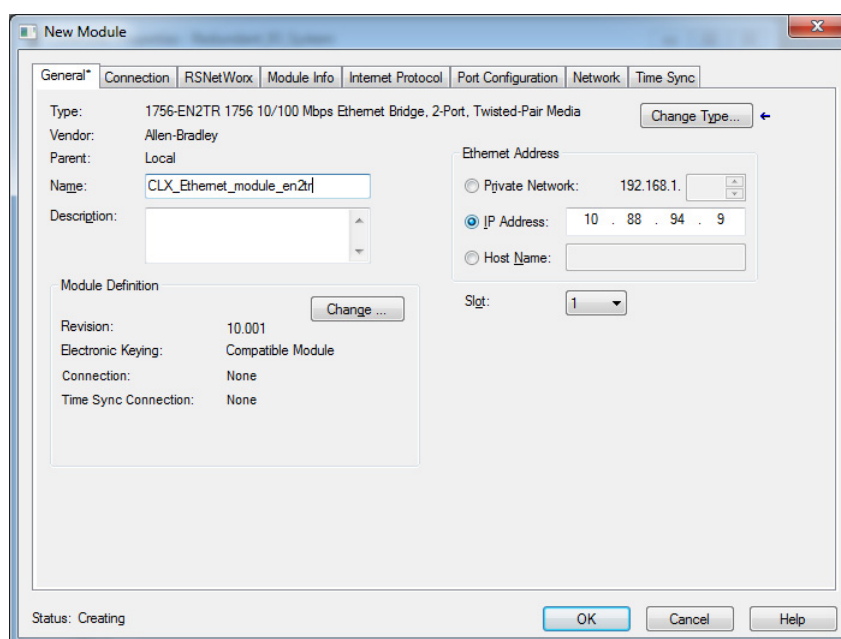 New Module
General* Connection RSNetWorx Module Info Internet Protocol Port Configuration Network Time Sync
Type: 1756-EN2TR 1756 10/100 Mbps Ethernet Bridge, 2-Port, Twisted-Pair Media
Change Type...
Vendor: Allen-Bradley
Parent: Local
Name: CLX_Ethernet_module_en2tr
Description:
Ethernet Address
Private Network: 192.168.1.
IP Address: 10 . 88 . 94 . 9
Host Name:
Slot: 1
Module Definition
Change ...
Revision: 10.001
Electronic Keying: Compatible Module
Connection: None
Time Sync Connection: None
Status: Creating
OK Cancel Help